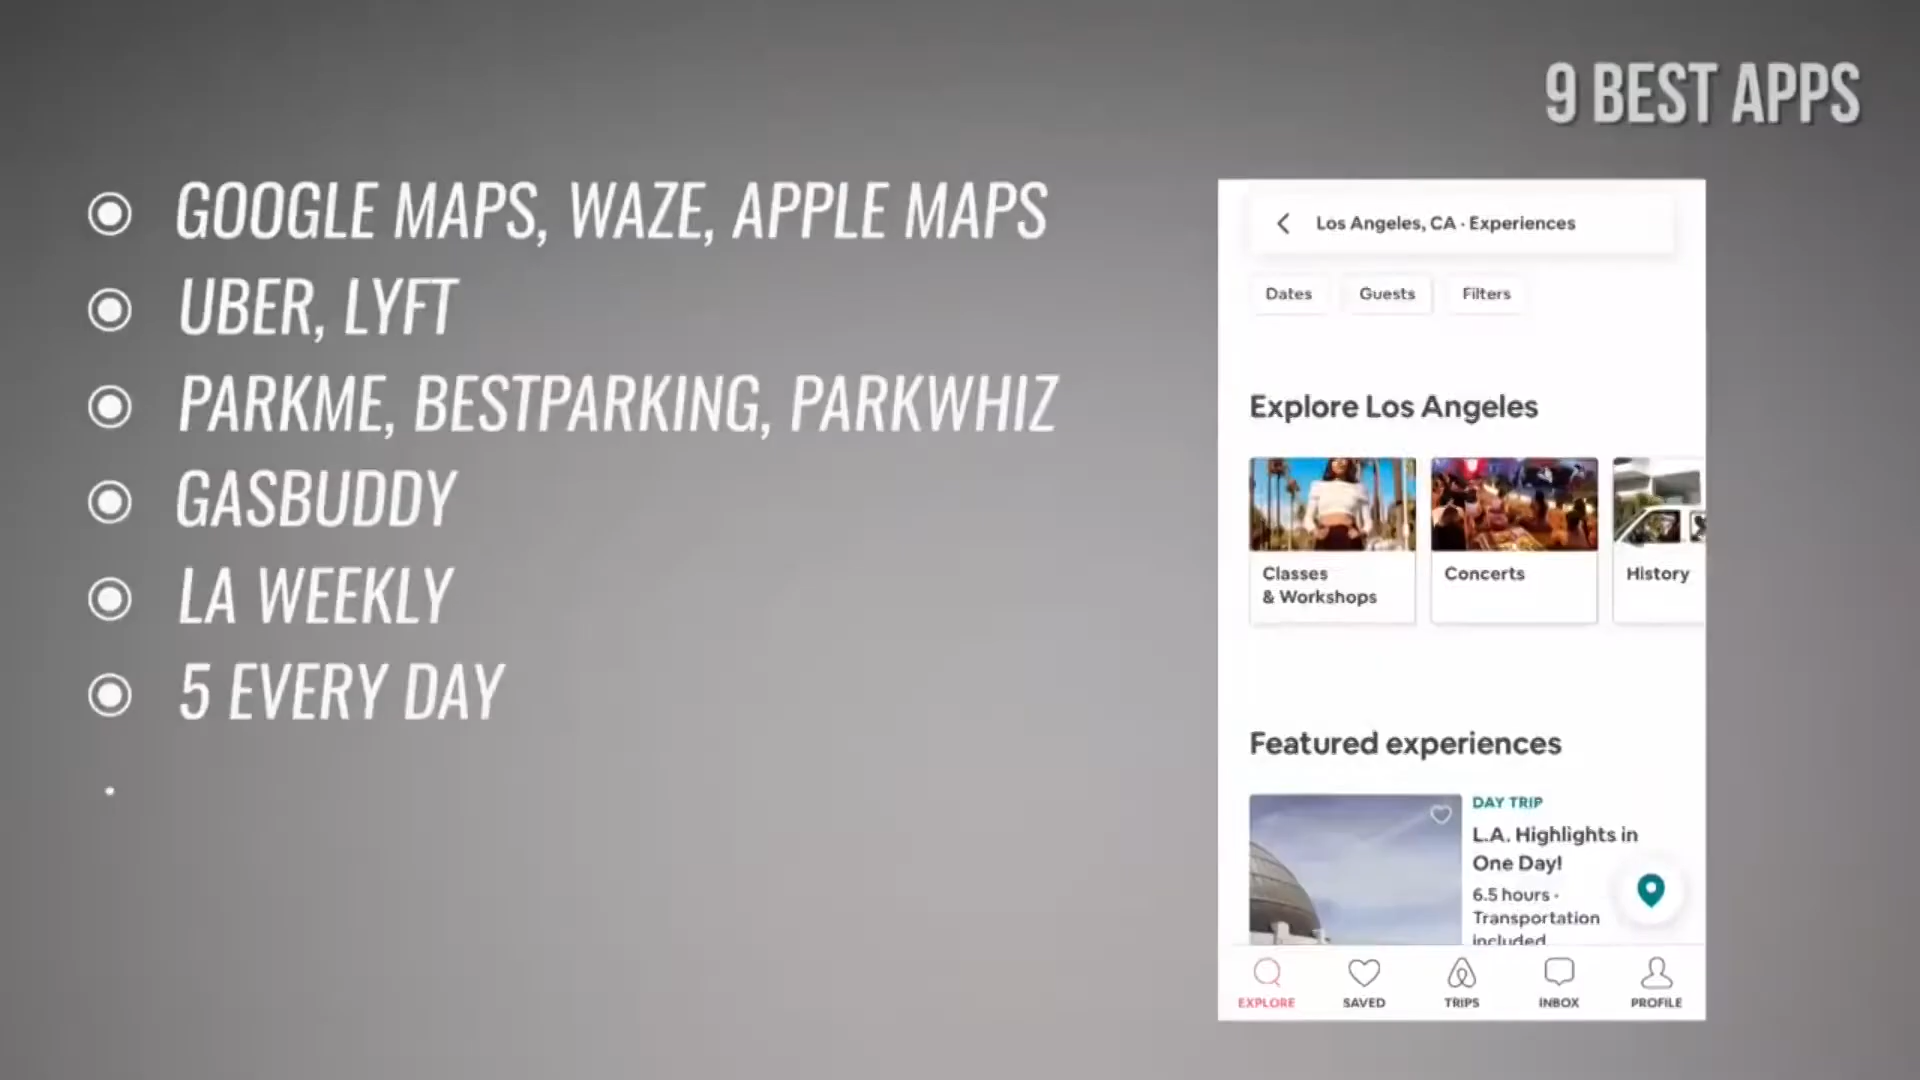 9 BEST APPS
GOOGLE MAPS, WAZE, APPLE MAPS
UBER, LYFT
PARKME, BESTPARKING, PARKWHIZ
GASBUDDY
LA WEEKLY
5 EVERY DAY
Los Angeles, CA · Experiences
Dates Guests Filters
Explore Los Angeles
Classes
& Workshops
Concerts
History
Featured experiences
DAY TRIP
L.A. Highlights in
One Day!
6.5 hours ·
Transportation
included
EXPLORE SAVED TRIPS INBOX PROFILE